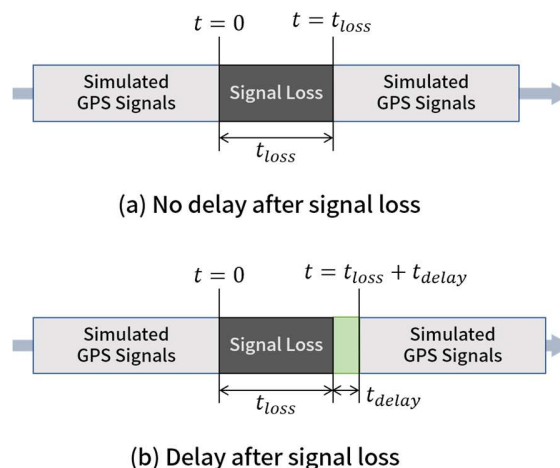 t = 0
t = t_loss
Simulated
GPS Signals
Signal Loss
Simulated
GPS Signals
t_loss
(a) No delay after signal loss
t = 0
t = t_loss + t_delay
Simulated
GPS Signals
Signal Loss
Simulated
GPS Signals
t_loss
t_delay
(b) Delay after signal loss